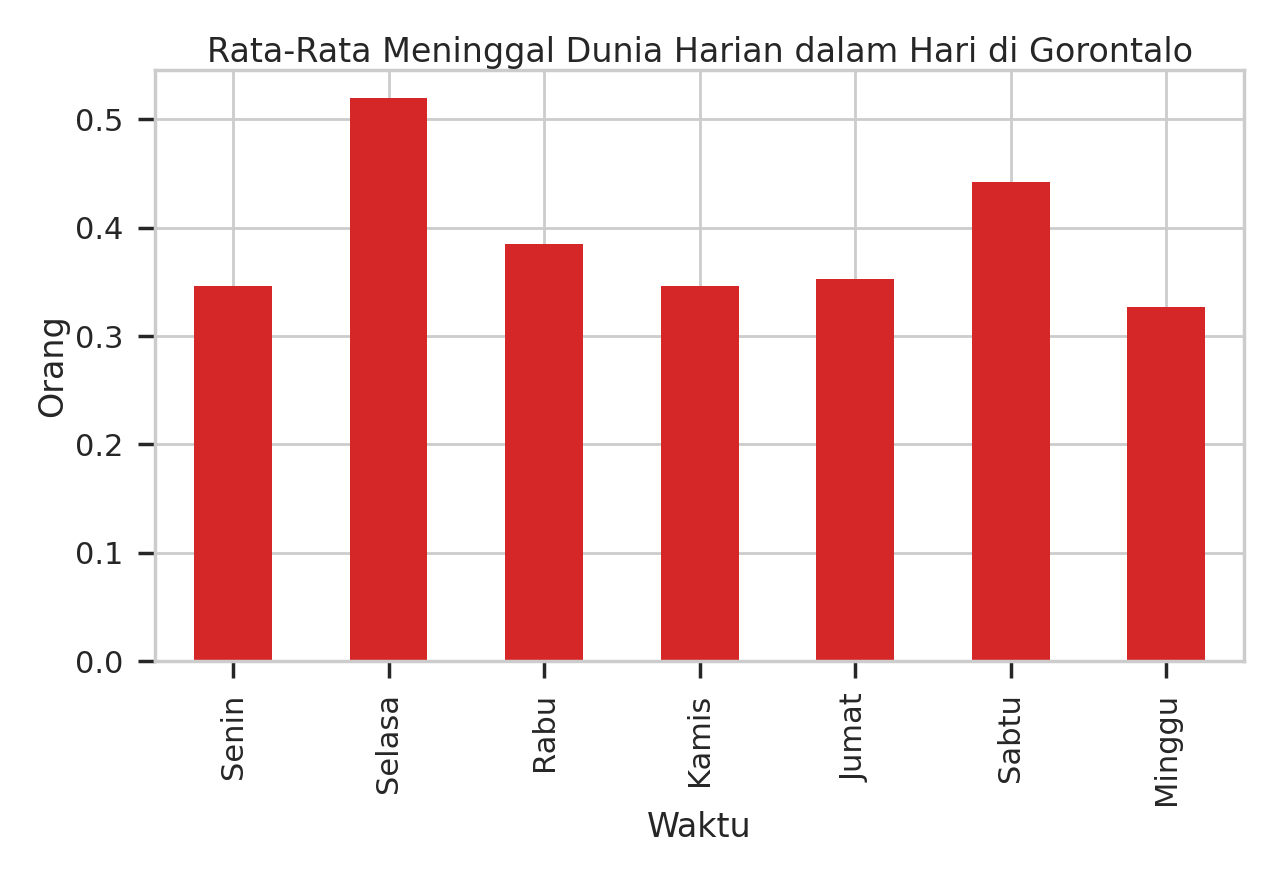 Rata-Rata Meninggal Dunia Harian dalam Hari di Gorontalo
Orang
0.5
0.4
0.3
0.2
0.1
0.0
Senin
Selasa
Rabu
Kamis
Jumat
Sabtu
Minggu
Waktu